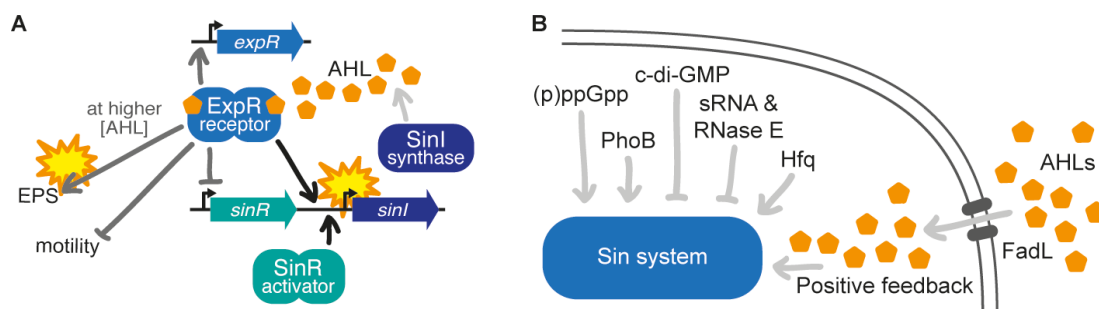 A
expR
AHL
ExpR
receptor
at higher
[AHL]
SinI
synthase
EPS
sinR
sinI
motility
SinR
activator
B
c-di-GMP
(p)ppGpp
sRNA &
RNase E
PhoB
Hfq
AHLs
Sin system
FadL
Positive feedback